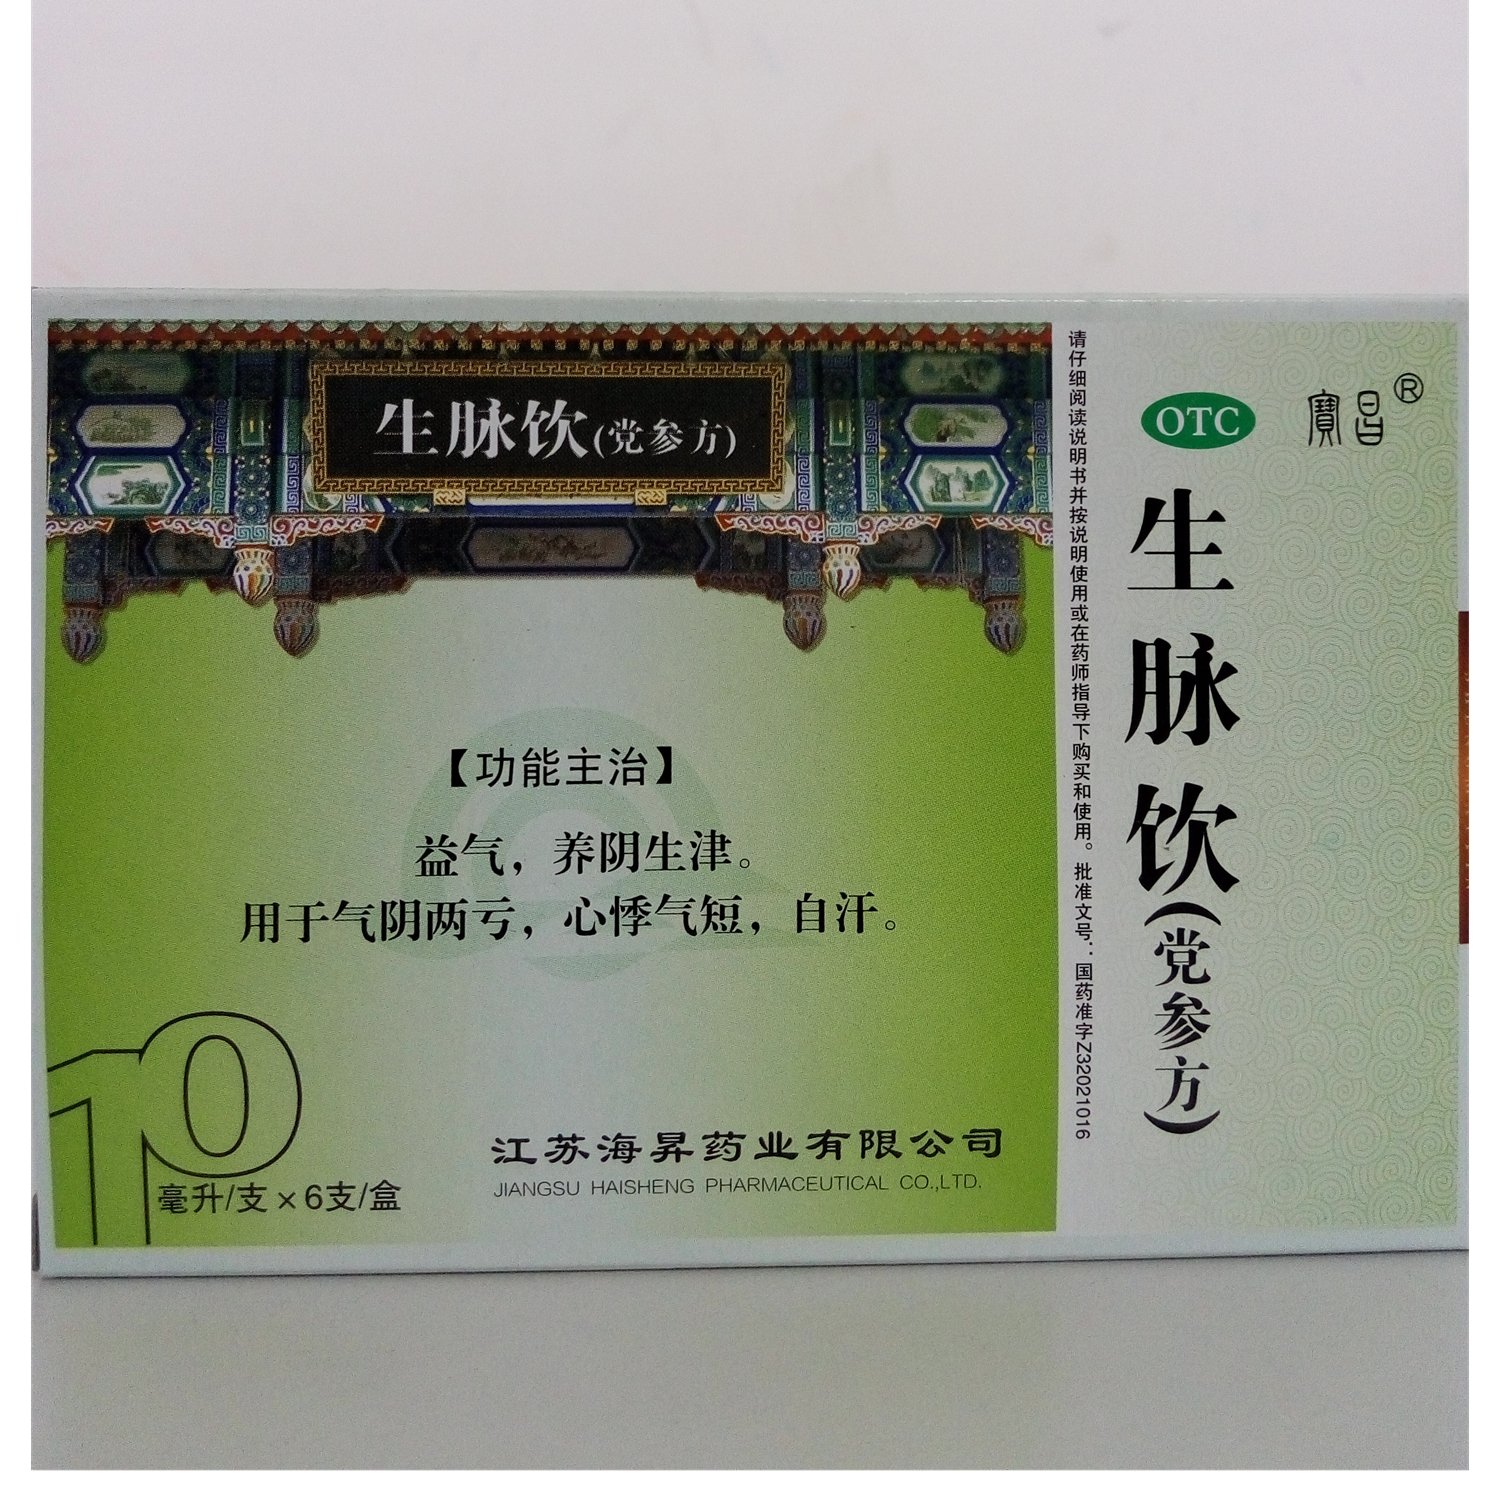 生脉饮(党参方)
【功能主治】
益气，养阴生津。
用于气阴两亏，心悸气短，自汗。
10毫升/支×6支/盒
江苏海昇药业有限公司
JIANGSU HAISHENG PHARMACEUTICAL CO.,LTD.
请仔细阅读说明书并按说明使用或在药师指导下购买和使用。批准文号：国药准字Z32021016
OTC
寶昌®
生脉饮(党参方)